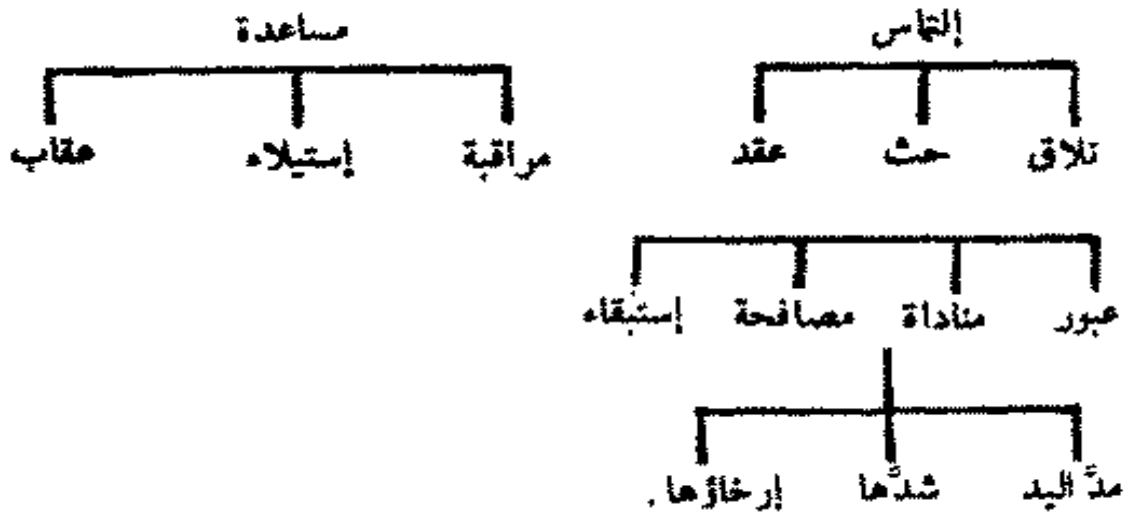 إلتماس مساعدة
تلاق حث عقد مراقبة إستيلاء عقاب
عبور مناداة مصافحة إستبقاء
مدَّ اليد شدَّها إرخاؤها .